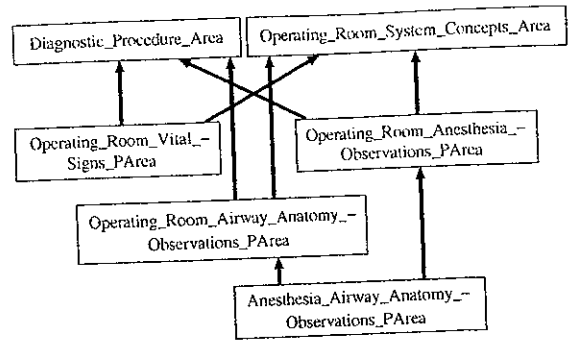 Diagnostic_Procedure_Area
Operating_Room_System_Concepts_Area
Operating_Room_Vital_–
Signs_PArea
Operating_Room_Anesthesia_–
Observations_PArea
Operating_Room_Airway_Anatomy_–
Observations_PArea
Anesthesia_Airway_Anatomy_–
Observations_PArea